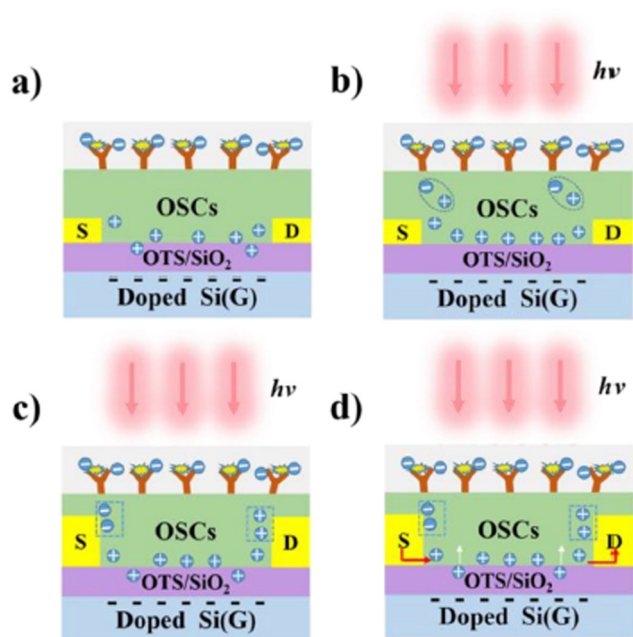 a)
OSCs
S
D
OTS/SiO₂
Doped Si(G)
b)
hv
OSCs
S
D
OTS/SiO₂
Doped Si(G)
c)
hv
OSCs
S
D
OTS/SiO₂
Doped Si(G)
d)
hv
OSCs
S
D
OTS/SiO₂
Doped Si(G)